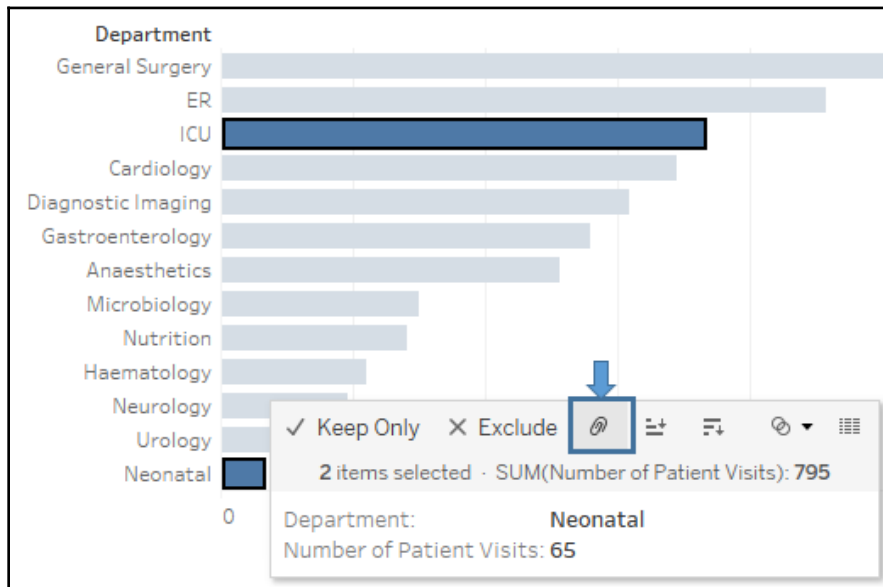 Department
General Surgery
ER
ICU
Cardiology
Diagnostic Imaging
Gastroenterology
Anaesthetics
Microbiology
Nutrition
Haematology
Neurology
Urology
Neonatal
0
Keep Only Exclude
2 items selected · SUM(Number of Patient Visits): 795
Department: Neonatal
Number of Patient Visits: 65